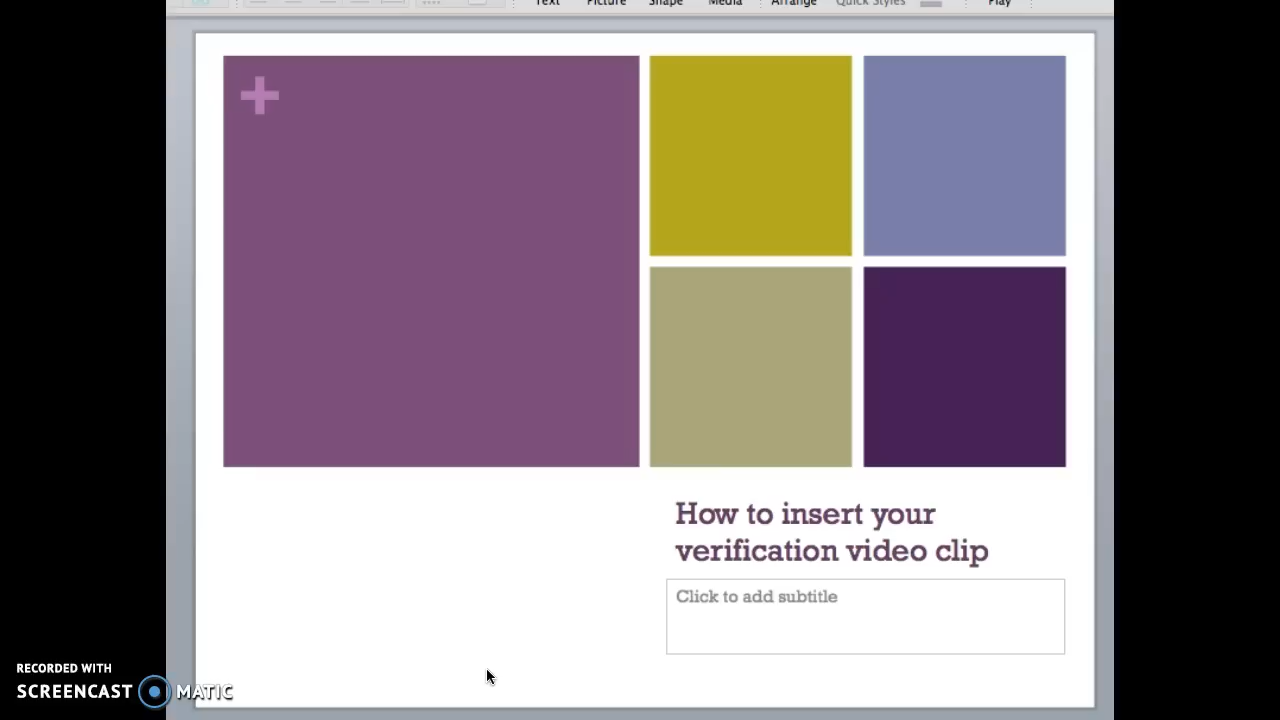 Text Picture Shape Media Arrange Quick Styles Play
How to insert your
verification video clip
Click to add subtitle
RECORDED WITH
SCREENCAST MATIC